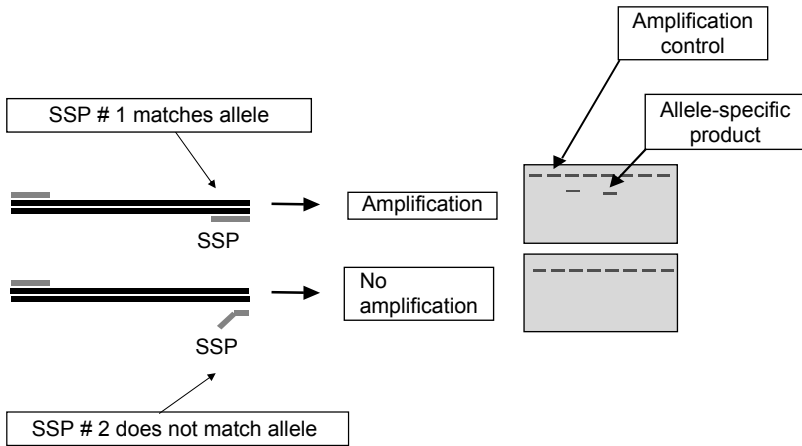 Amplification
control
SSP # 1 matches allele
Allele-specific
product
Amplification
SSP
No
amplification
SSP
SSP # 2 does not match allele